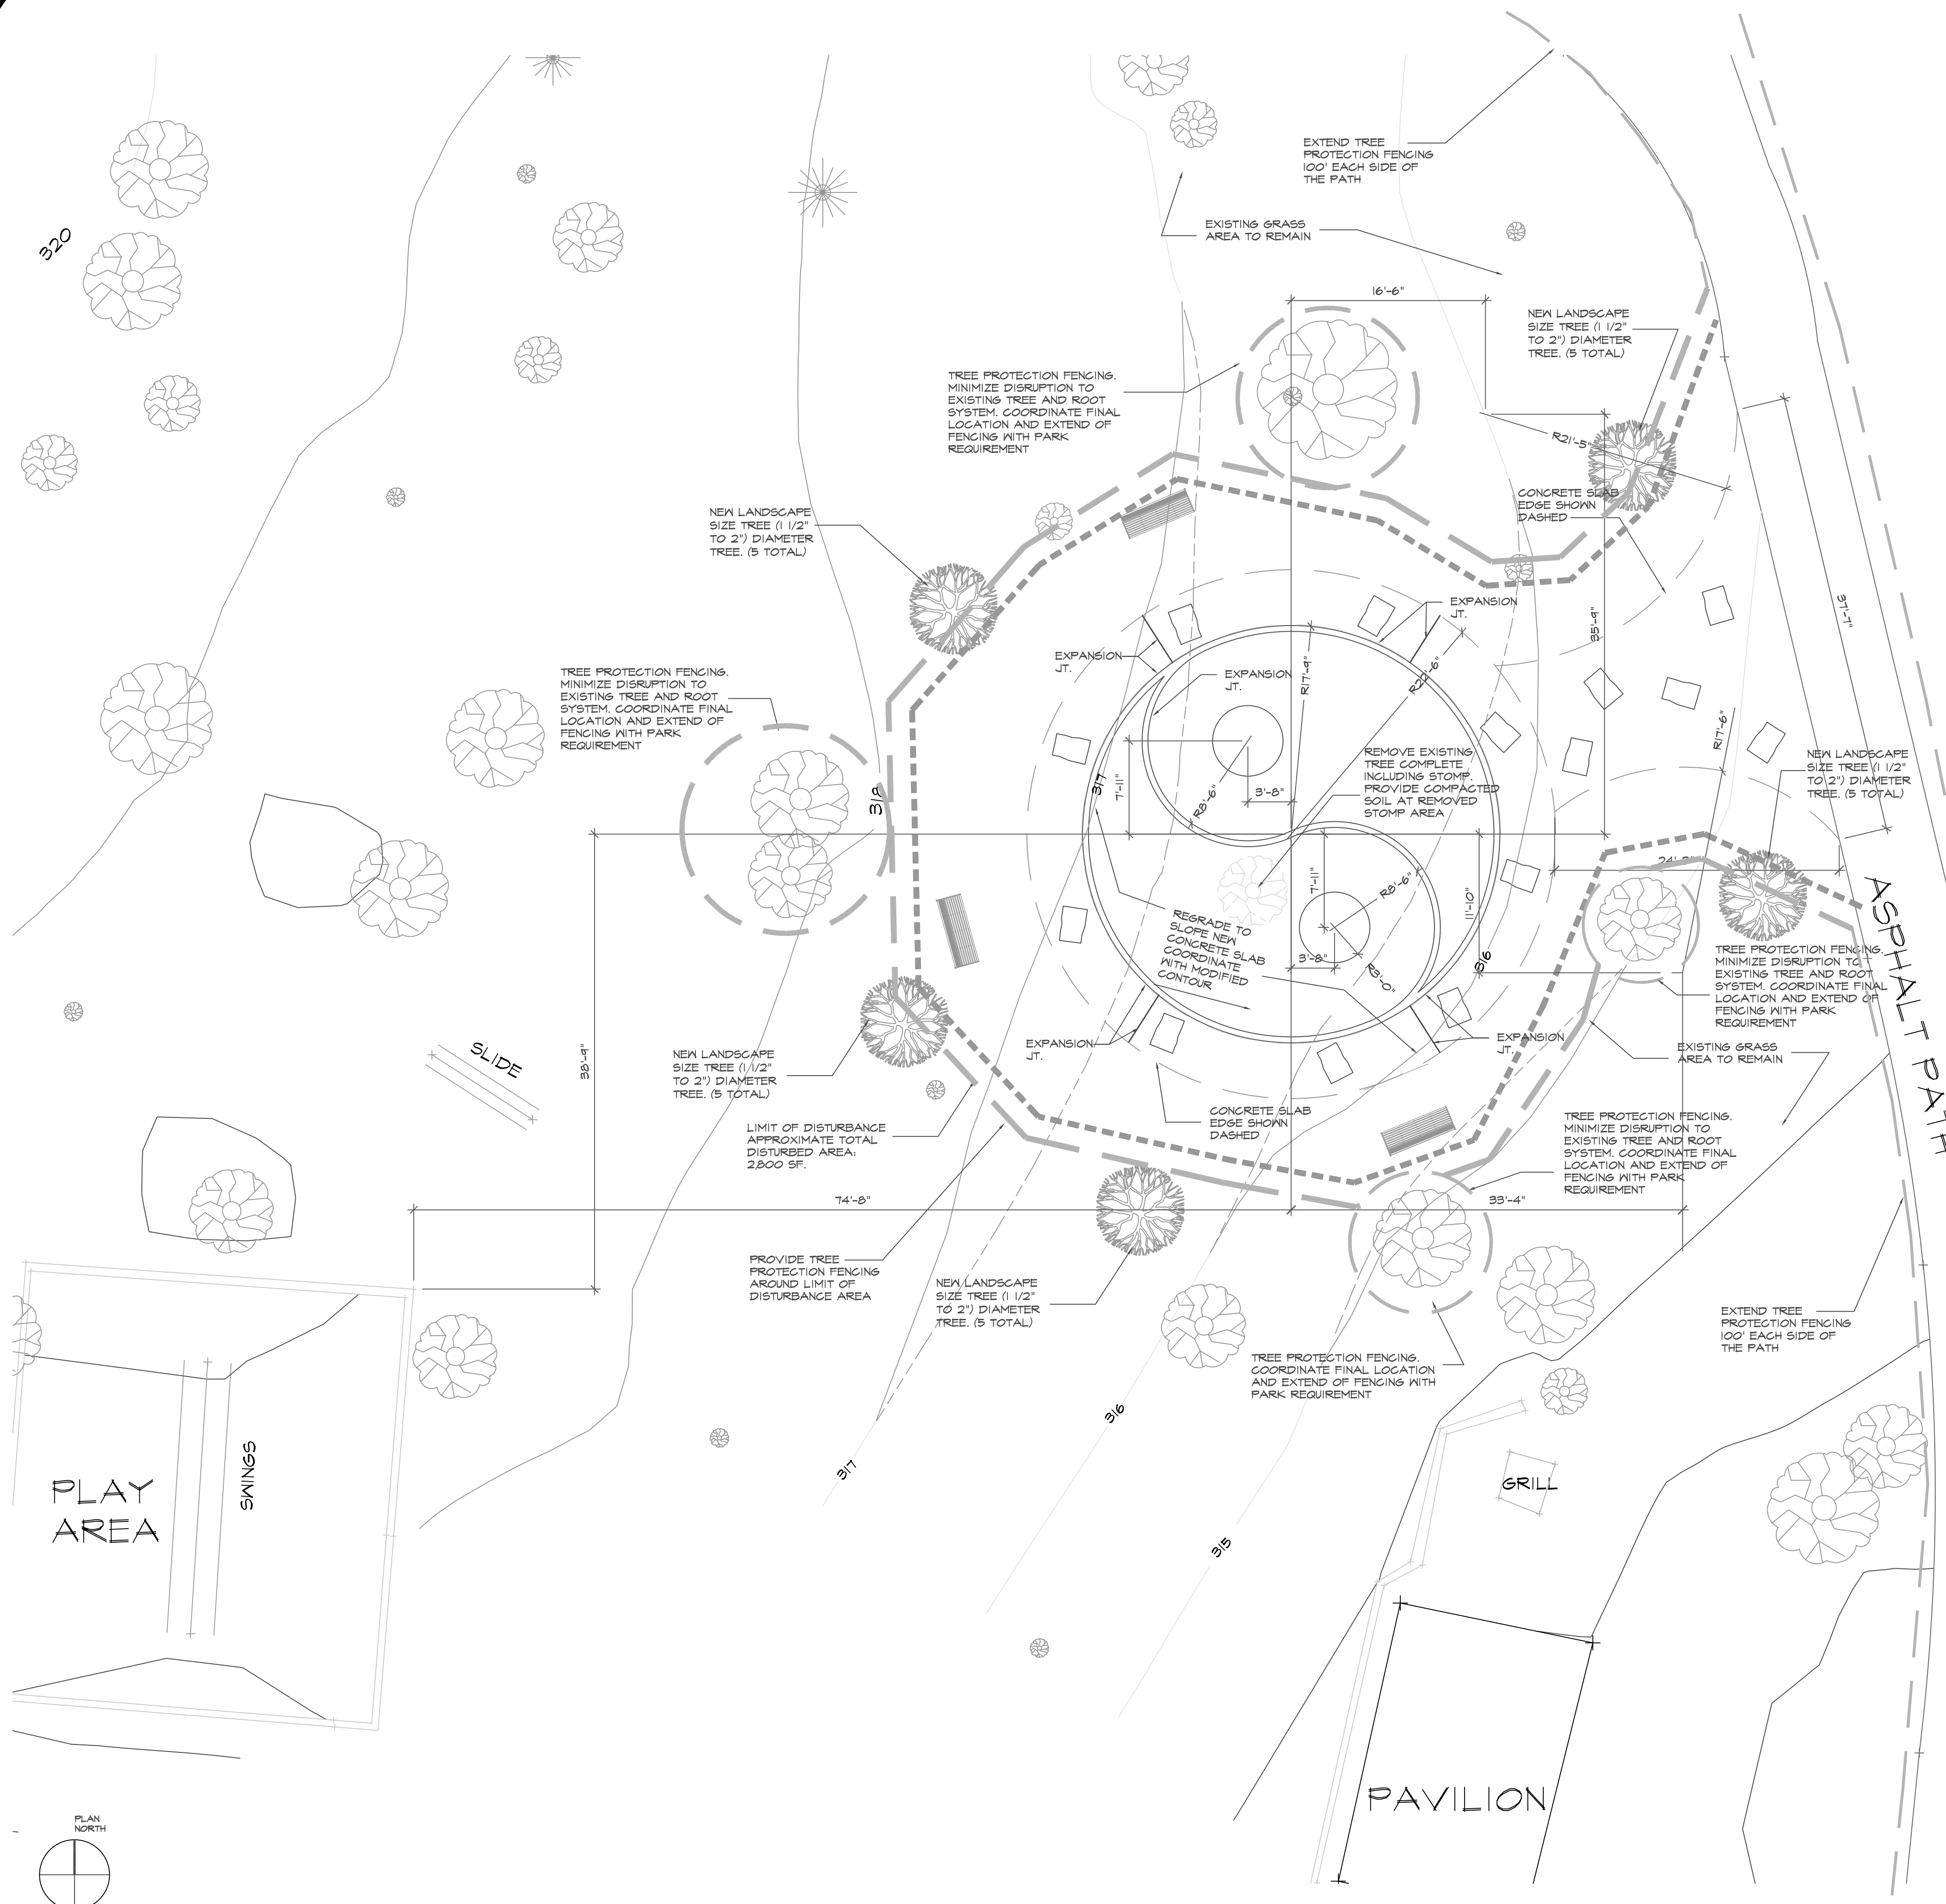 EXTEND TREE
PROTECTION FENCING
100' EACH SIDE OF
THE PATH
EXISTING GRASS
AREA TO REMAIN
320
16'-6"
NEW LANDSCAPE
SIZE TREE (1 1/2"
TO 2") DIAMETER
TREE. (5 TOTAL)
TREE PROTECTION FENCING.
MINIMIZE DISRUPTION TO
EXISTING TREE AND ROOT
SYSTEM. COORDINATE FINAL
LOCATION AND EXTEND OF
FENCING WITH PARK
REQUIREMENT
R21'-5"
CONCRETE SLAB
EDGE SHOWN
DASHED
NEW LANDSCAPE
SIZE TREE (1 1/2"
TO 2") DIAMETER
TREE. (5 TOTAL)
EXPANSION
JT.
35'-9"
37'-7"
EXPANSION
JT.
EXPANSION
JT.
R17'-9"
R22'-6"
TREE PROTECTION FENCING.
MINIMIZE DISRUPTION TO
EXISTING TREE AND ROOT
SYSTEM. COORDINATE FINAL
LOCATION AND EXTEND OF
FENCING WITH PARK
REQUIREMENT
R17'-6"
REMOVE EXISTING
TREE COMPLETE
INCLUDING STOMP.
PROVIDE COMPACTED
SOIL AT REMOVED
STOMP AREA
NEW LANDSCAPE
SIZE TREE (1 1/2"
TO 2") DIAMETER
TREE. (5 TOTAL)
318
317
7'-11"
R8'-6"
3'-8"
7'-11"
R8'-6"
11'-10"
ASPHALT PATH
REGRADE TO
SLOPE NEW
CONCRETE SLAB
COORDINATE
WITH MODIFIED
CONTOUR
3'-8"
R3'-0"
316
TREE PROTECTION FENCING.
MINIMIZE DISRUPTION TO
EXISTING TREE AND ROOT
SYSTEM. COORDINATE FINAL
LOCATION AND EXTEND OF
FENCING WITH PARK
REQUIREMENT
EXPANSION
JT.
EXPANSION
JT.
EXISTING GRASS
AREA TO REMAIN
SLIDE
38'-9"
NEW LANDSCAPE
SIZE TREE (1 1/2"
TO 2") DIAMETER
TREE. (5 TOTAL)
CONCRETE SLAB
EDGE SHOWN
DASHED
LIMIT OF DISTURBANCE
APPROXIMATE TOTAL
DISTURBED AREA:
2,800 SF.
TREE PROTECTION FENCING.
MINIMIZE DISRUPTION TO
EXISTING TREE AND ROOT
SYSTEM. COORDINATE FINAL
LOCATION AND EXTEND OF
FENCING WITH PARK
REQUIREMENT
74'-8"
33'-4"
PROVIDE TREE
PROTECTION FENCING
AROUND LIMIT OF
DISTURBANCE AREA
NEW LANDSCAPE
SIZE TREE (1 1/2"
TO 2") DIAMETER
TREE. (5 TOTAL)
EXTEND TREE
PROTECTION FENCING
100' EACH SIDE OF
THE PATH
TREE PROTECTION FENCING.
COORDINATE FINAL LOCATION
AND EXTEND OF FENCING WITH
PARK REQUIREMENT
316
317
315
SWINGS
PLAY
AREA
GRILL
PAVILION
PLAN
NORTH